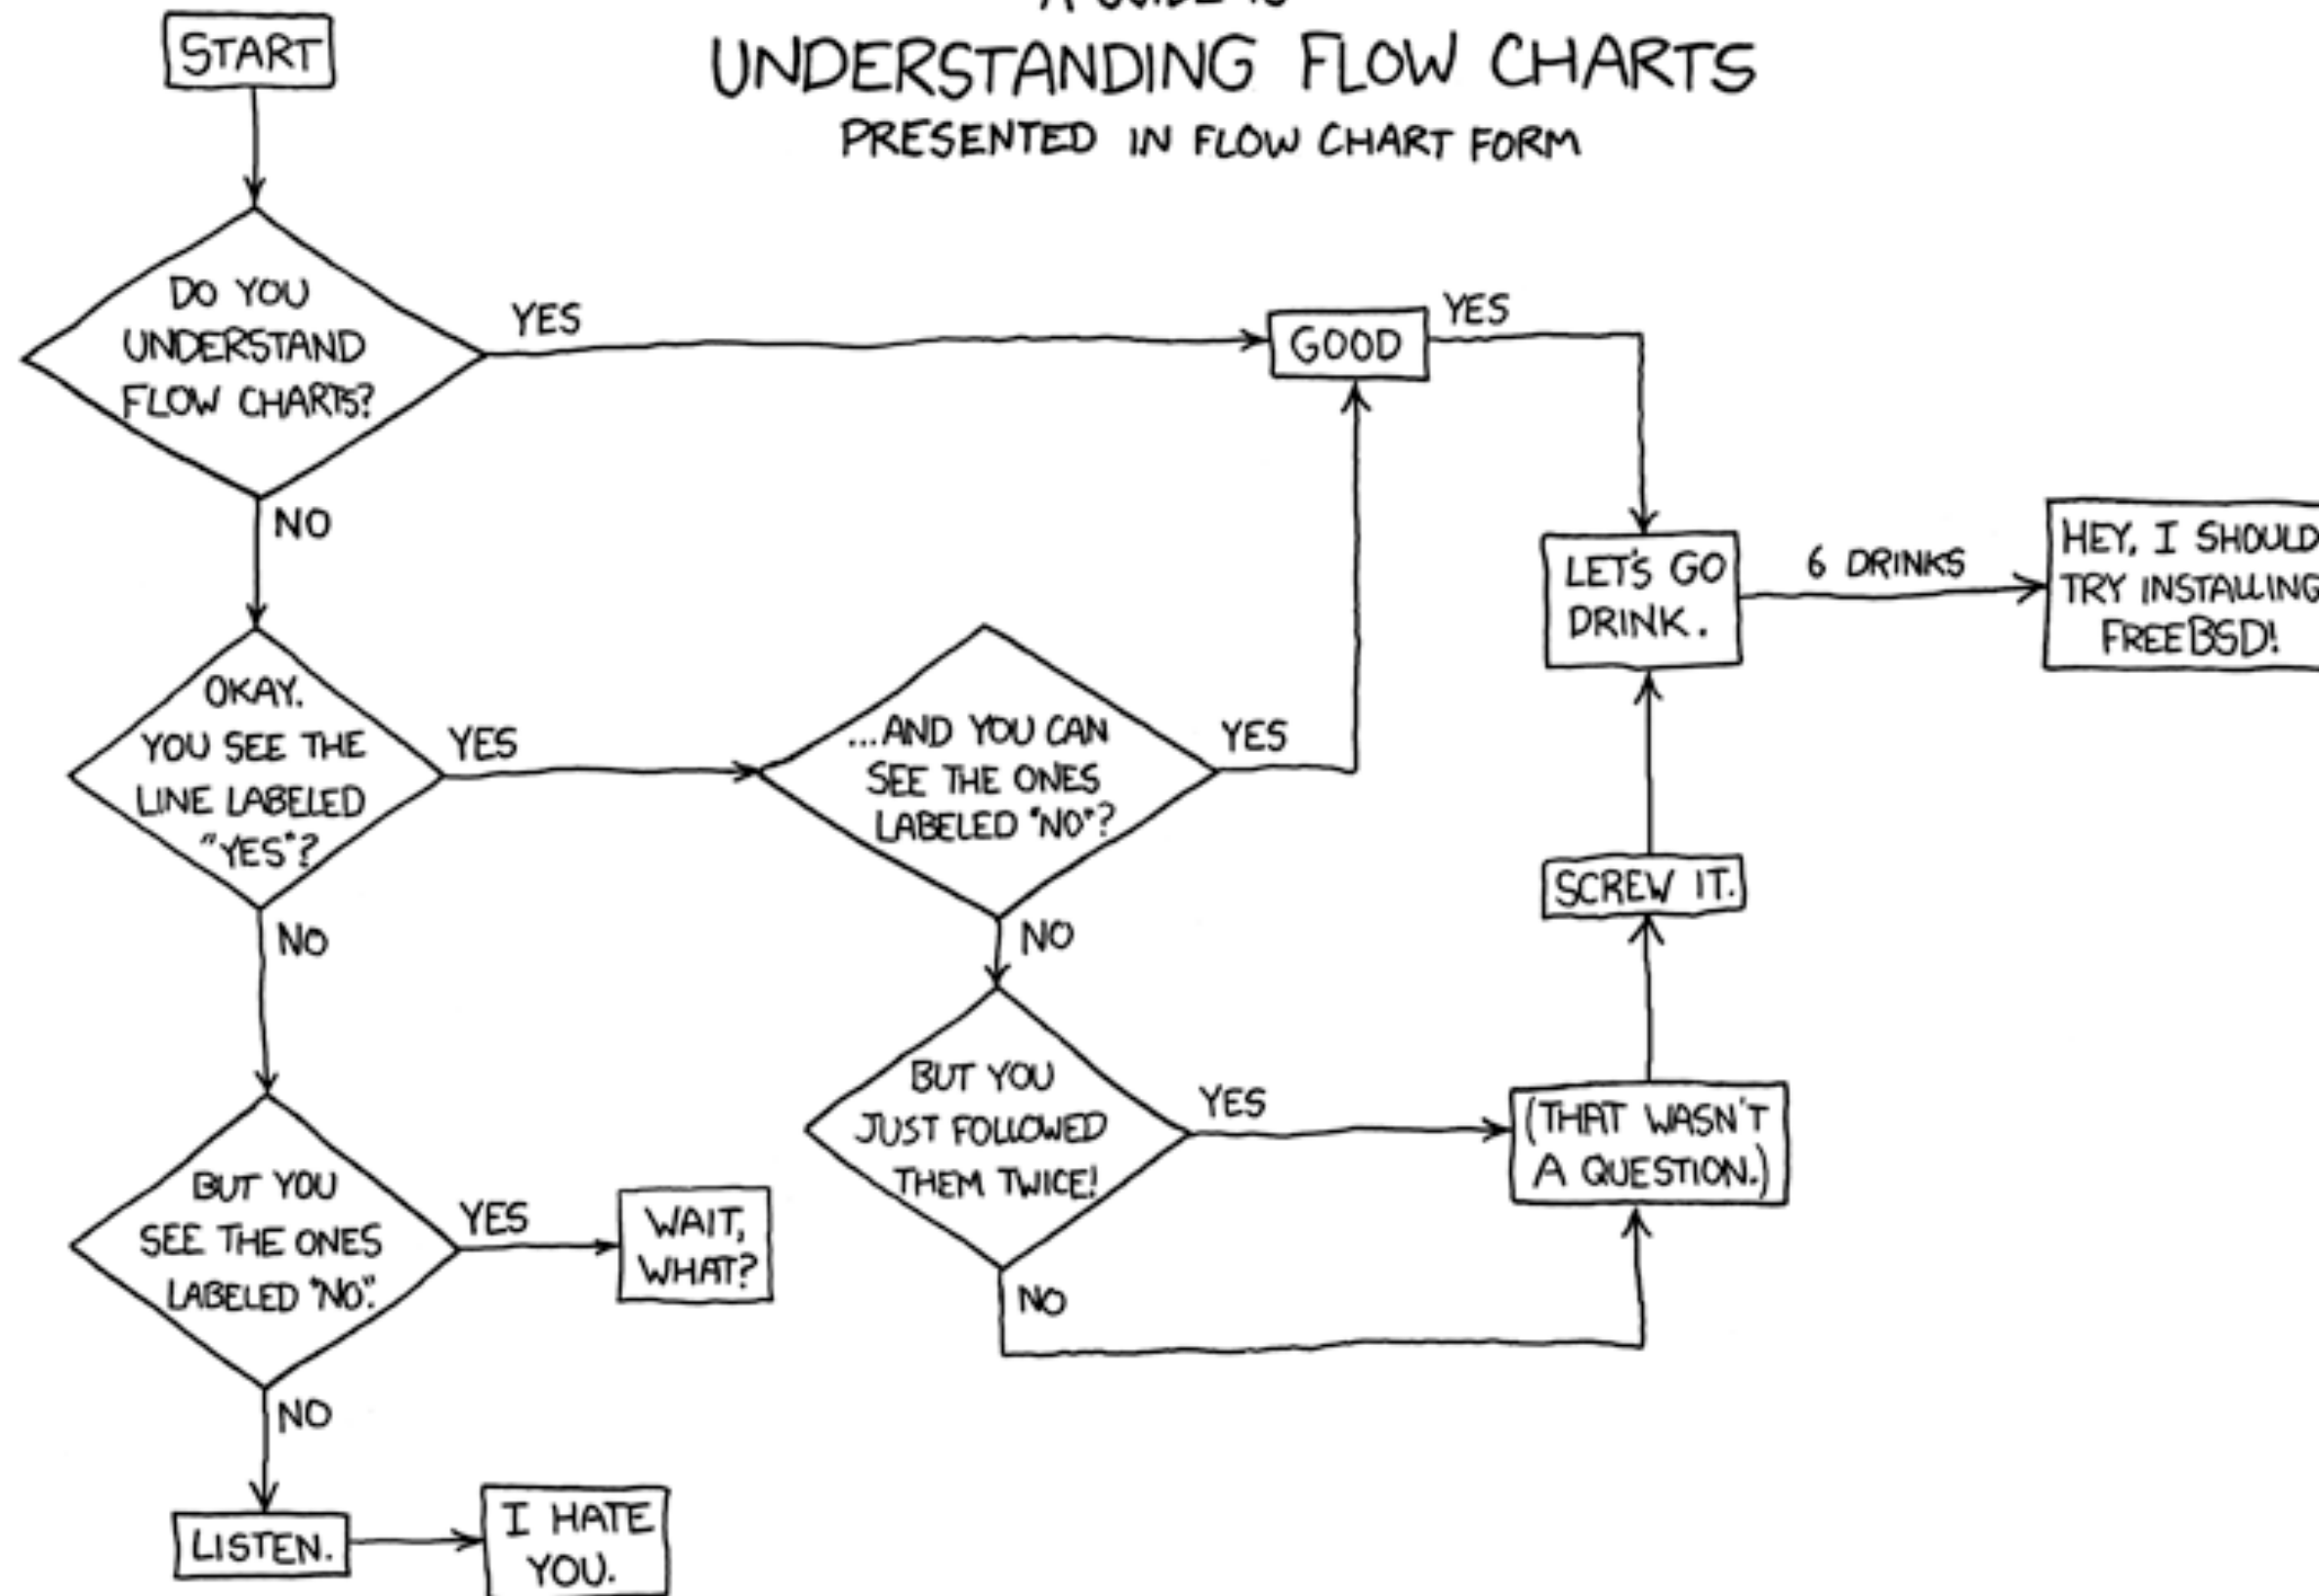 A GUIDE TO
UNDERSTANDING FLOW CHARTS
PRESENTED IN FLOW CHART FORM
START
DO YOU
UNDERSTAND
FLOW CHARTS?
YES
GOOD
YES
NO
LET'S GO
DRINK.
6 DRINKS
HEY, I SHOULD
TRY INSTALLING
FREEBSD!
OKAY.
YOU SEE THE
LINE LABELED
"YES"?
YES
...AND YOU CAN
SEE THE ONES
LABELED "NO"?
YES
NO
NO
SCREW IT.
BUT YOU
JUST FOLLOWED
THEM TWICE!
YES
(THAT WASN'T
A QUESTION.)
NO
BUT YOU
SEE THE ONES
LABELED "NO".
YES
WAIT,
WHAT?
NO
LISTEN.
I HATE
YOU.